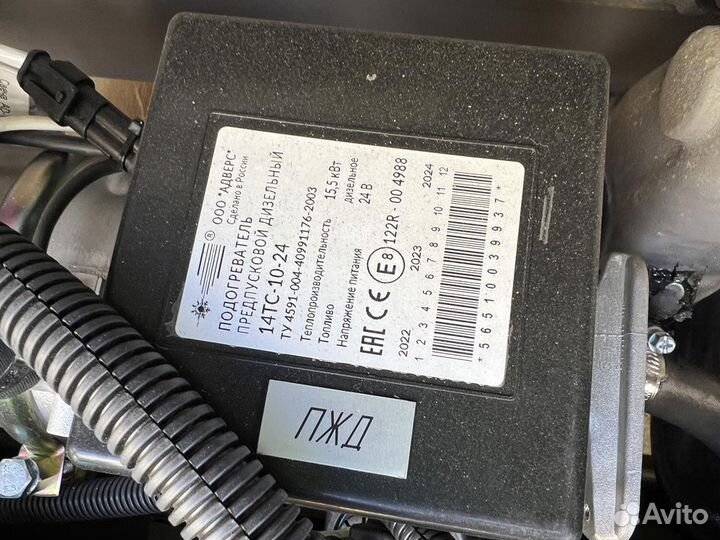 ®
ООО "АДВЕРС"
Сделано в России
ПОДОГРЕВАТЕЛЬ
ПРЕДПУСКОВОЙ ДИЗЕЛЬНЫЙ
14ТС-10-24
ТУ 4591-004-40991176-2003
Теплопроизводительность 15,5 кВт
Топливо дизельное
Напряжение питания 24 В
EAC CE E8 122R - 00 4988
2022 2023 2024
1 2 3 4 5 6 7 8 9 10 11 12
*5651003993 7*
ПЖД
Avito